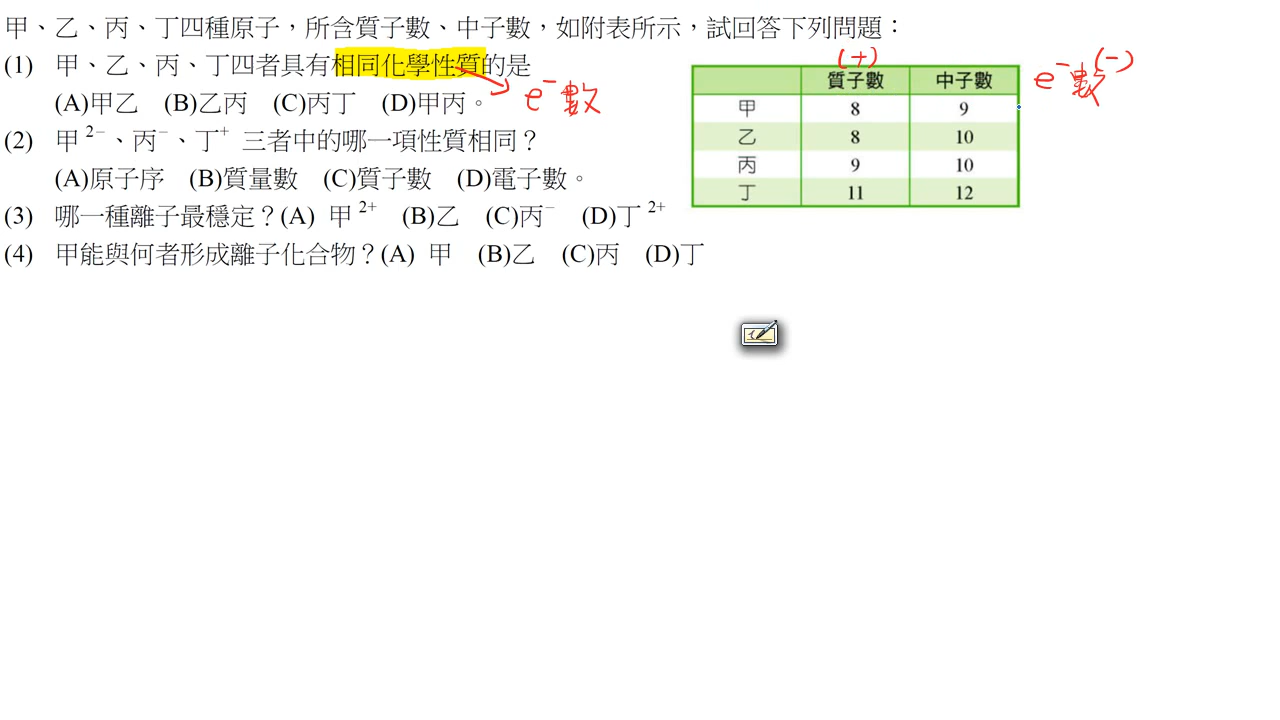 甲、乙、丙、丁四種原子，所含質子數、中子數，如附表所示，試回答下列問題：
(1) 甲、乙、丙、丁四者具有相同化學性質的是
(A)甲乙 (B)乙丙 (C)丙丁 (D)甲丙。
e⁻數
(2) 甲²⁻、丙⁻、丁⁺ 三者中的哪一項性質相同？
(A)原子序 (B)質量數 (C)質子數 (D)電子數。
(3) 哪一種離子最穩定？(A) 甲²⁺ (B)乙 (C)丙⁻ (D)丁²⁺
(4) 甲能與何者形成離子化合物？(A) 甲 (B)乙 (C)丙 (D)丁
(+) e⁻數(-)
質子數 中子數
甲 8 9
乙 8 10
丙 9 10
丁 11 12